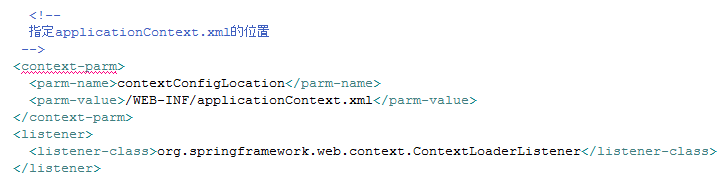 <!--
指定applicationContext.xml的位置
-->
<context-parm>
<parm-name>contextConfigLocation</parm-name>
<parm-value>/WEB-INF/applicationContext.xml</parm-value>
</context-parm>
<listener>
<listener-class>org.springframework.web.context.ContextLoaderListener</listener-class>
</listener>